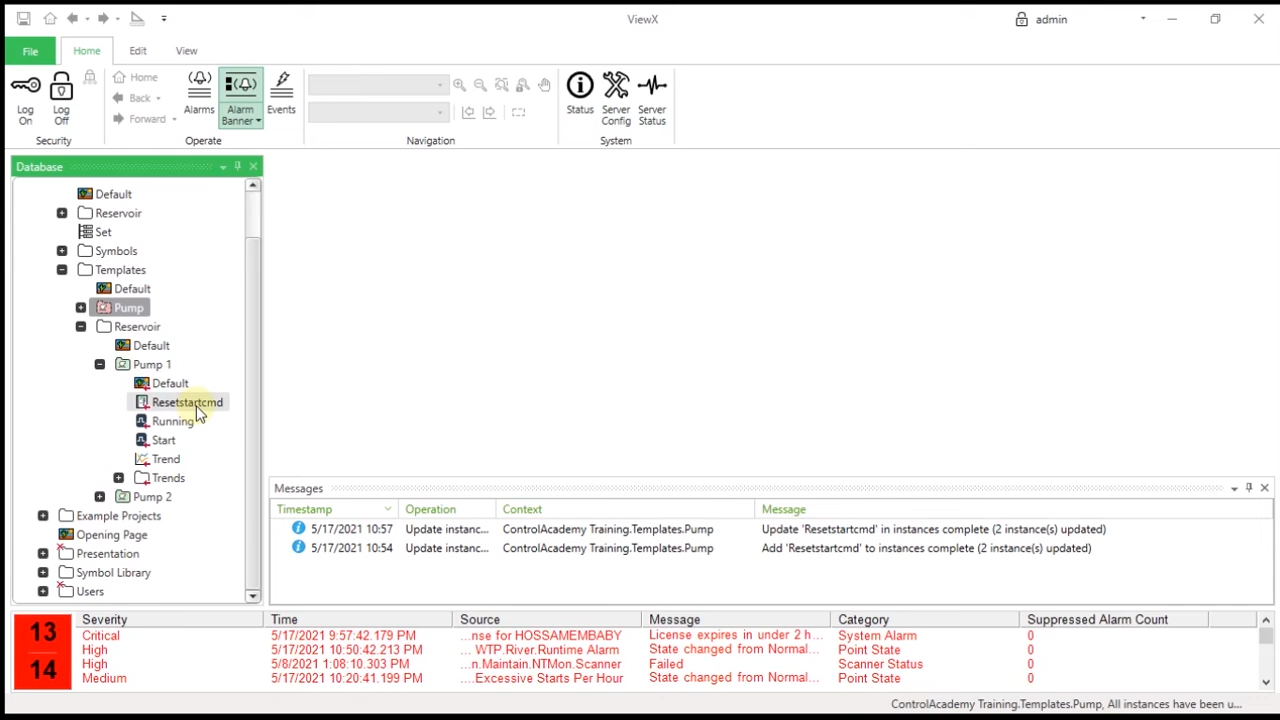 ViewX
admin
File
Home
Edit
View
Log On
Log Off
Home
Back
Forward
Alarms
Alarm Banner
Events
Status
Server Config
Server Status
Security
Operate
Navigation
System
Database
Default
Reservoir
Set
Symbols
Templates
Default
Pump
Reservoir
Default
Pump 1
Default
Resetstartcmd
Running
Start
Trend
Trends
Pump 2
Example Projects
Opening Page
Presentation
Symbol Library
Users
Messages
Timestamp Operation Context Message
5/17/2021 10:57 Update instanc... ControlAcademy Training.Templates.Pump Update 'Resetstartcmd' in instances complete (2 instance(s) updated)
5/17/2021 10:54 Update instanc... ControlAcademy Training.Templates.Pump Add 'Resetstartcmd' to instances complete (2 instance(s) updated)
13
14
Severity Time Source Message Category Suppressed Alarm Count
Critical 5/17/2021 9:57:42.179 PM ...nse for HOSSAMEMBABY License expires in under 2 h... System Alarm 0
High 5/17/2021 10:50:42.213 PM ... WTP.River.Runtime Alarm State changed from Normal... Point State 0
High 5/8/2021 1:08:10.303 PM ...n.Maintain.NTMon.Scanner Failed Scanner Status 0
Medium 5/17/2021 10:20:41.199 PM ....Excessive Starts Per Hour State changed from Normal... Point State 0
ControlAcademy Training.Templates.Pump, All instances have been u...